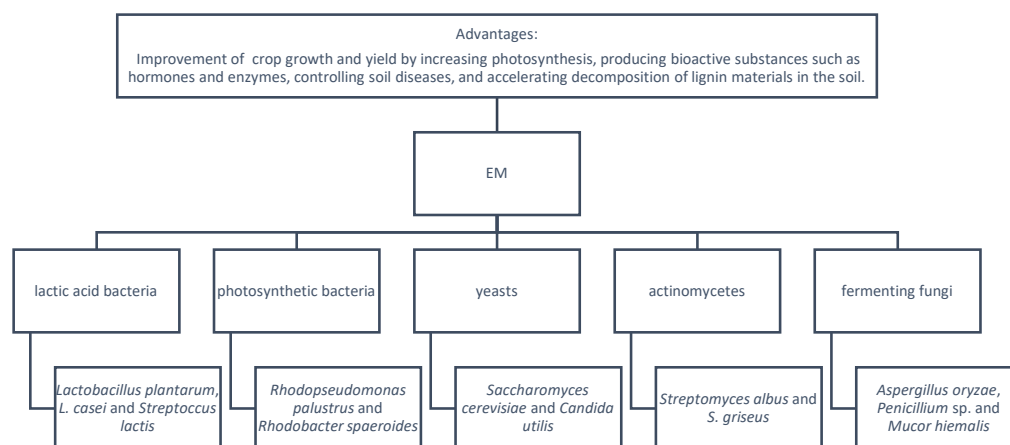 Advantages:
Improvement of crop growth and yield by increasing photosynthesis, producing bioactive substances such as
hormones and enzymes, controlling soil diseases, and accelerating decomposition of lignin materials in the soil.
EM
lactic acid bacteria
photosynthetic bacteria
yeasts
actinomycetes
fermenting fungi
Lactobacillus plantarum,
L. casei and Streptoccus
lactis
Rhodopseudomonas
palustrus and
Rhodobacter spaeroides
Saccharomyces
cerevisiae and Candida
utilis
Streptomyces albus and
S. griseus
Aspergillus oryzae,
Penicillium sp. and
Mucor hiemalis